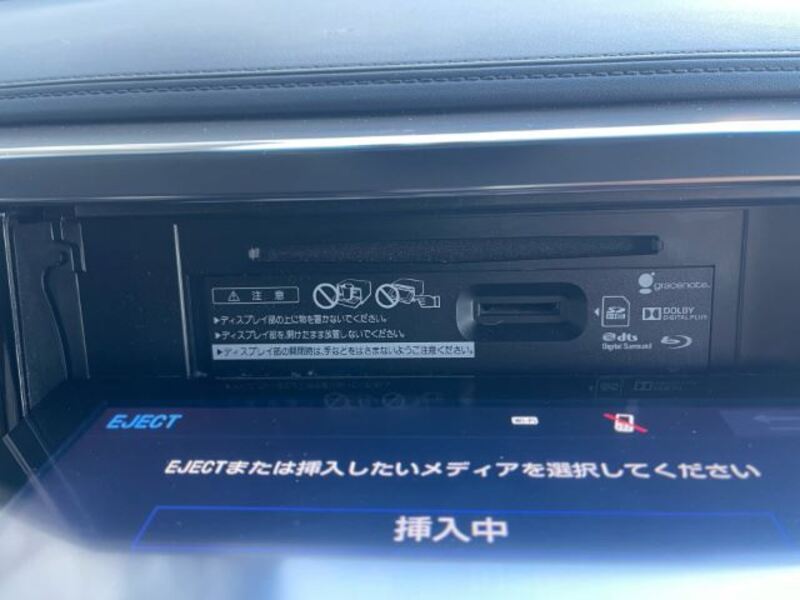 gracenote.
⚠ 注意
▶ディスプレイ部の上に物を置かないでください。
▶ディスプレイ部を、開けたまま放置しないでください。
▶ディスプレイ部の開閉時は、手などをはさまないようご注意ください。
SD
DOLBY
DIGITAL PLUS
dts
Digital Surround
EJECT
Wi-Fi
EJECTまたは挿入したいメディアを選択してください
挿入中